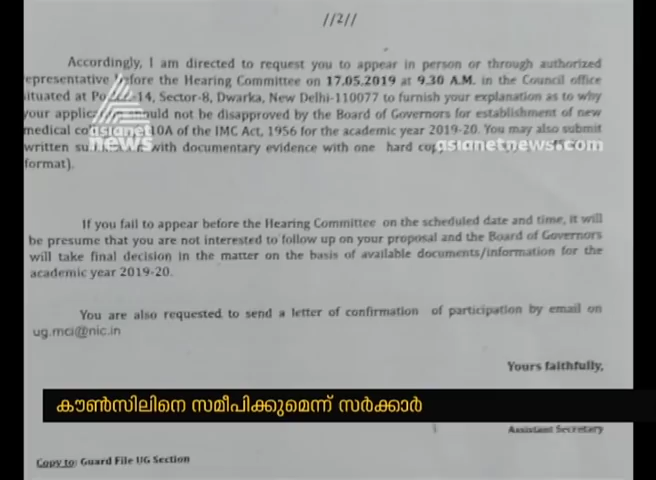 //2//
Accordingly, I am directed to request you to appear in person or through authorized
epresentative before the Hearing Committee on 17.05.2019 at 9.30 A.M. in the Council office
ituated at 14, Sector-8, Dwarka, New Delhi-110077 to furnish your explanation as to why
your should not be disapproved by the Board of Governors for establishment of new
medical 10A of the IMC Act, 1956 for the academic year 2019-20. You may also submit
written with documentary evidence with one hard
format).
asianet news
asianetnews.com
If you fail to appear before the Hearing Committee on the scheduled date and time, it will
be presume that you are not interested to follow up on your proposal and the Board of Governors
will take final decision in the matter on the basis of available documents/information for the
academic year 2019-20.
You are also requested to send a letter of confirmation of participation by email on
ug.mci@nic.in
Yours faithfully,
കൗൺസിലിനെ സമീപിക്കുമെന്ന് സർക്കാർ
Assistant Secretary
Copy to: Guard File UG Section